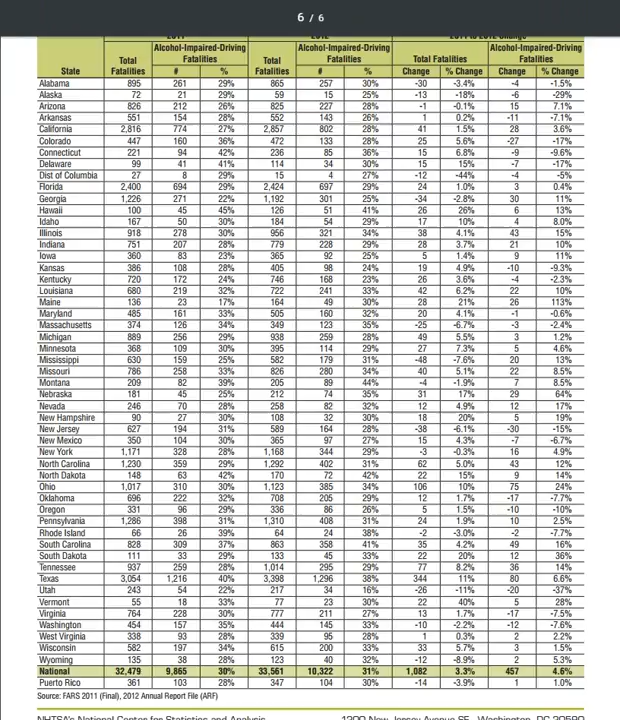 6 / 6
2011 2012 2011 to 2012 Change
Alcohol-Impaired-Driving Alcohol-Impaired-Driving Alcohol-Impaired-Driving
Total Fatalities Total Fatalities Total Fatalities Fatalities
State Fatalities # % Fatalities # % Change % Change Change % Change
Alabama 895 261 29% 865 257 30% -30 -3.4% -4 -1.5%
Alaska 72 21 29% 59 15 25% -13 -18% -6 -29%
Arizona 826 212 26% 825 227 28% -1 -0.1% 15 7.1%
Arkansas 551 154 28% 552 143 26% 1 0.2% -11 -7.1%
California 2,816 774 27% 2,857 802 28% 41 1.5% 28 3.6%
Colorado 447 160 36% 472 133 28% 25 5.6% -27 -17%
Connecticut 221 94 42% 236 85 36% 15 6.8% -9 -9.6%
Delaware 99 41 41% 114 34 30% 15 15% -7 -17%
Dist of Columbia 27 8 29% 15 4 27% -12 -44% -4 -5%
Florida 2,400 694 29% 2,424 697 29% 24 1.0% 3 0.4%
Georgia 1,226 271 22% 1,192 301 25% -34 -2.8% 30 11%
Hawaii 100 45 45% 126 51 41% 26 26% 6 13%
Idaho 167 50 30% 184 54 29% 17 10% 4 8.0%
Illinois 918 278 30% 956 321 34% 38 4.1% 43 15%
Indiana 751 207 28% 779 228 29% 28 3.7% 21 10%
Iowa 360 83 23% 365 92 25% 5 1.4% 9 11%
Kansas 386 108 28% 405 98 24% 19 4.9% -10 -9.3%
Kentucky 720 172 24% 746 168 23% 26 3.6% -4 -2.3%
Louisiana 680 219 32% 722 241 33% 42 6.2% 22 10%
Maine 136 23 17% 164 49 30% 28 21% 26 113%
Maryland 485 161 33% 505 160 32% 20 4.1% -1 -0.6%
Massachusetts 374 126 34% 349 123 35% -25 -6.7% -3 -2.4%
Michigan 889 256 29% 938 259 28% 49 5.5% 3 1.2%
Minnesota 368 109 30% 395 114 29% 27 7.3% 5 4.6%
Mississippi 630 159 25% 582 179 31% -48 -7.6% 20 13%
Missouri 786 258 33% 826 280 34% 40 5.1% 22 8.5%
Montana 209 82 39% 205 89 44% -4 -1.9% 7 8.5%
Nebraska 181 45 25% 212 74 35% 31 17% 29 64%
Nevada 246 70 28% 258 82 32% 12 4.9% 12 17%
New Hampshire 90 27 30% 108 32 30% 18 20% 5 19%
New Jersey 627 194 31% 589 164 28% -38 -6.1% -30 -15%
New Mexico 350 104 30% 365 97 27% 15 4.3% -7 -6.7%
New York 1,171 328 28% 1,168 344 29% -3 -0.3% 16 4.9%
North Carolina 1,230 359 29% 1,292 402 31% 62 5.0% 43 12%
North Dakota 148 63 42% 170 72 42% 22 15% 9 14%
Ohio 1,017 310 30% 1,123 385 34% 106 10% 75 24%
Oklahoma 696 222 32% 708 205 29% 12 1.7% -17 -7.7%
Oregon 331 96 29% 336 86 26% 5 1.5% -10 -10%
Pennsylvania 1,286 398 31% 1,310 408 31% 24 1.9% 10 2.5%
Rhode Island 66 26 39% 64 24 38% -2 -3.0% -2 -7.7%
South Carolina 828 309 37% 863 358 41% 35 4.2% 49 16%
South Dakota 111 33 29% 133 45 33% 22 20% 12 36%
Tennessee 937 259 28% 1,014 295 29% 77 8.2% 36 14%
Texas 3,054 1,216 40% 3,398 1,296 38% 344 11% 80 6.6%
Utah 243 54 22% 217 34 16% -26 -11% -20 -37%
Vermont 55 18 33% 77 23 30% 22 40% 5 28%
Virginia 764 228 30% 777 211 27% 13 1.7% -17 -7.5%
Washington 454 157 35% 444 145 33% -10 -2.2% -12 -7.6%
West Virginia 338 93 28% 339 95 28% 1 0.3% 2 2.2%
Wisconsin 582 197 34% 615 200 33% 33 5.7% 3 1.5%
Wyoming 135 38 28% 123 40 32% -12 -8.9% 2 5.3%
National 32,479 9,865 30% 33,561 10,322 31% 1,082 3.3% 457 4.6%
Puerto Rico 361 103 28% 347 104 30% -14 -3.9% 1 1.0%
Source: FARS 2011 (Final), 2012 Annual Report File (ARF)
NHTSA's National Center for Statistics and Analysis 1200 New Jersey Avenue SE., Washington, DC 20590